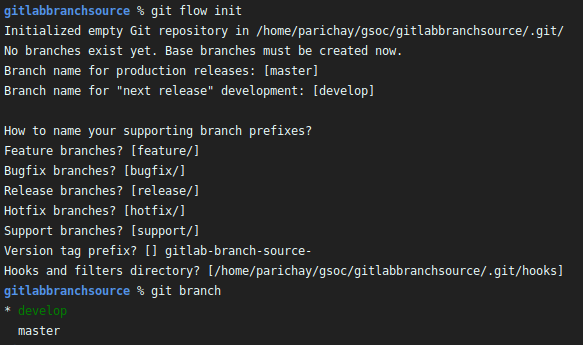 gitlabbranchsource % git flow init
Initialized empty Git repository in /home/parichay/gsoc/gitlabbranchsource/.git/
No branches exist yet. Base branches must be created now.
Branch name for production releases: [master]
Branch name for "next release" development: [develop]
How to name your supporting branch prefixes?
Feature branches? [feature/]
Bugfix branches? [bugfix/]
Release branches? [release/]
Hotfix branches? [hotfix/]
Support branches? [support/]
Version tag prefix? [] gitlab-branch-source-
Hooks and filters directory? [/home/parichay/gsoc/gitlabbranchsource/.git/hooks]
gitlabbranchsource % git branch
* develop
master